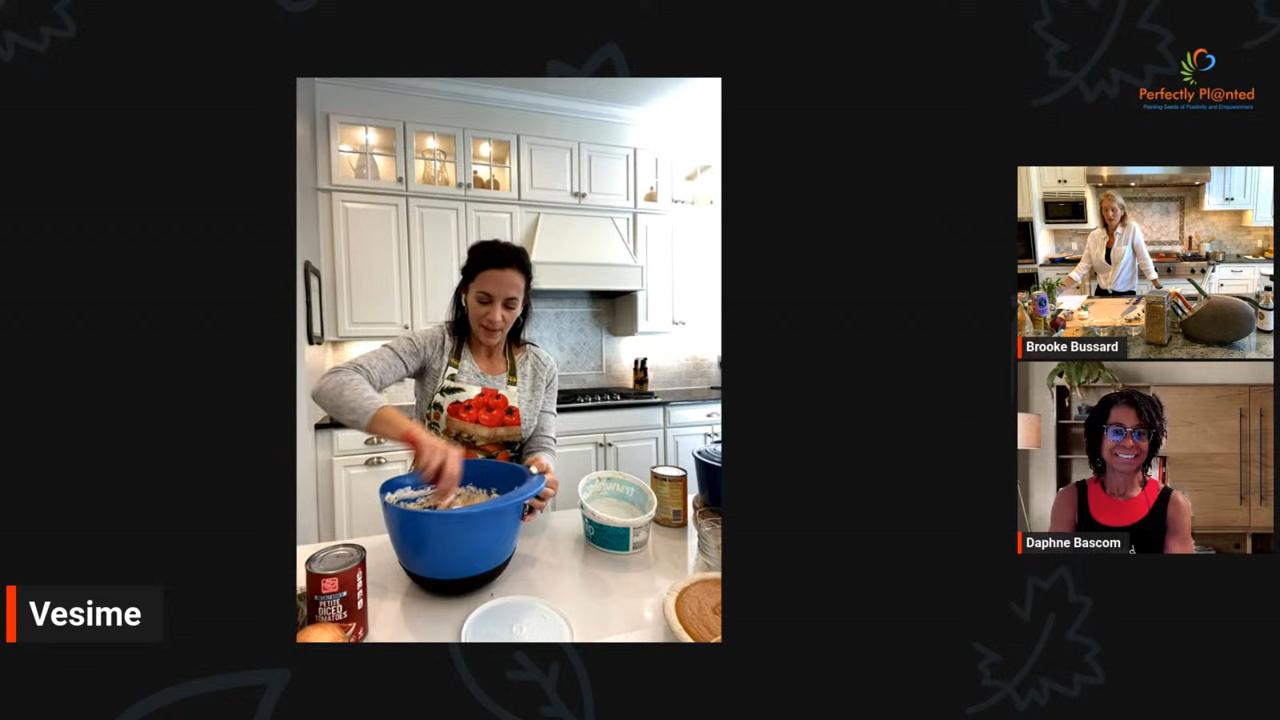 Perfectly Pl@nted
Planting Seeds of Positivity and Empowerment
Brooke Bussard
Daphne Bascom
Vesime
PETITE
DICED
TOMATOES